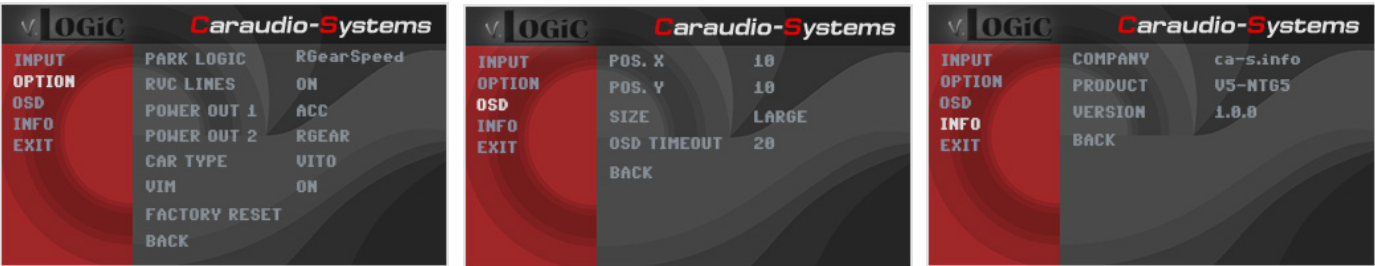 v.LOGiC Caraudio-Systems
INPUT
OPTION
OSD
INFO
EXIT
PARK LOGIC RGearSpeed
RVC LINES ON
POWER OUT 1 ACC
POWER OUT 2 RGEAR
CAR TYPE VITO
VIM ON
FACTORY RESET
BACK
v.LOGiC Caraudio-Systems
INPUT
OPTION
OSD
INFO
EXIT
POS. X 10
POS. Y 10
SIZE LARGE
OSD TIMEOUT 20
BACK
v.LOGiC Caraudio-Systems
INPUT
OPTION
OSD
INFO
EXIT
COMPANY ca-s.info
PRODUCT V5-NTG5
VERSION 1.0.0
BACK